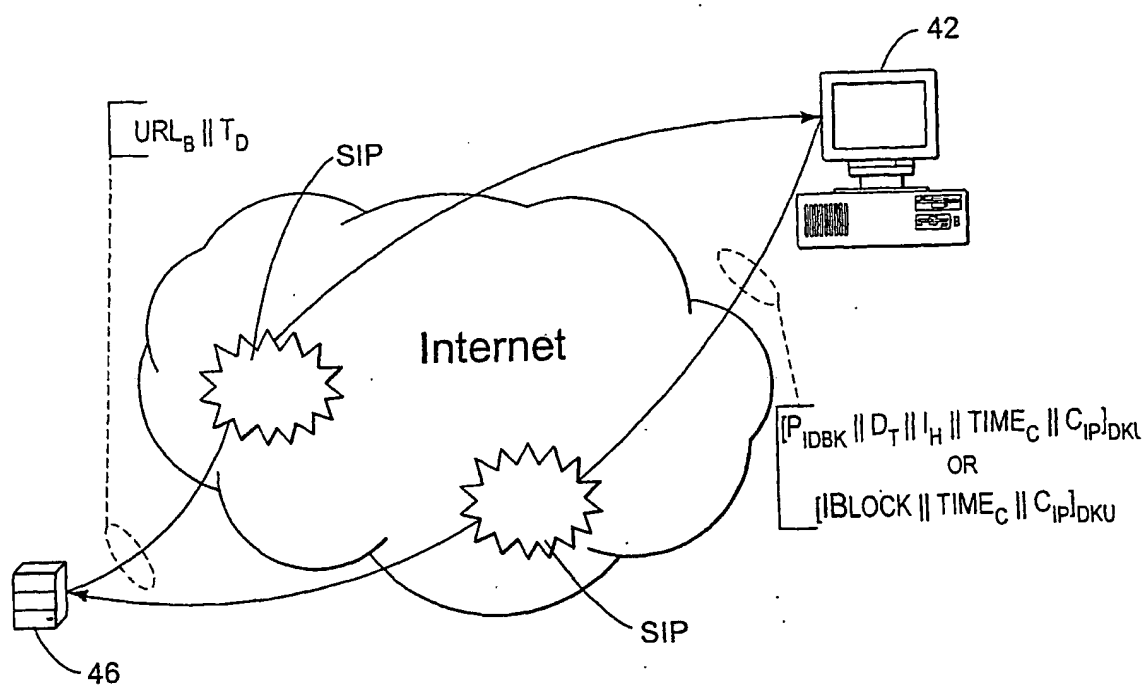 42
URL_B || T_D
SIP
Internet
[P_IDBK || D_T || I_H || TIME_C || C_IP]_DKU
OR
[IBLOCK || TIME_C || C_IP]_DKU
SIP
46